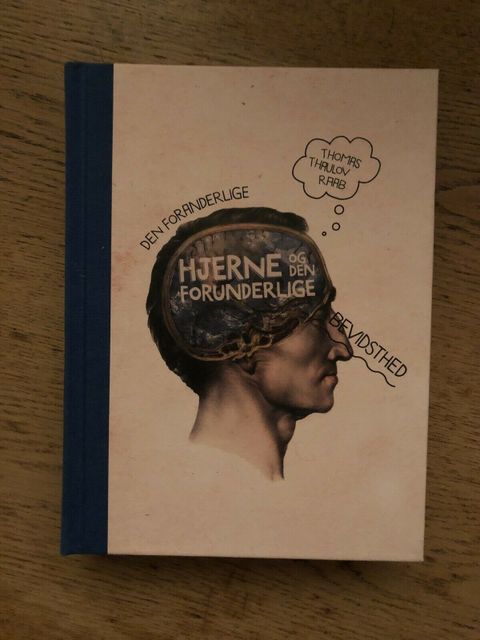 THOMAS
THAULOV
RAAB
DEN FORANDERLIGE
HJERNE OG DEN
FORUNDERLIGE
BEVIDSTHED